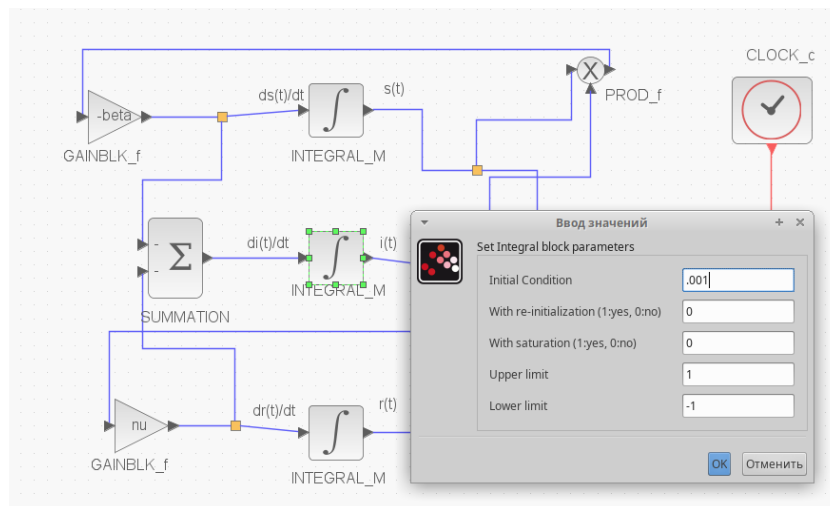 CLOCK_c
ds(t)/dt
s(t)
X
PROD_f
-beta
GAINBLK_f
∫
INTEGRAL_M
Ввод значений
Set Integral block parameters
di(t)/dt
i(t)
-
-
Σ
∫
INTEGRAL_M
SUMMATION
Initial Condition
.001
With re-initialization (1:yes, 0:no)
0
With saturation (1:yes, 0:no)
0
Upper limit
1
Lower limit
-1
dr(t)/dt
r(t)
nu
GAINBLK_f
∫
INTEGRAL_M
OK
Отменить